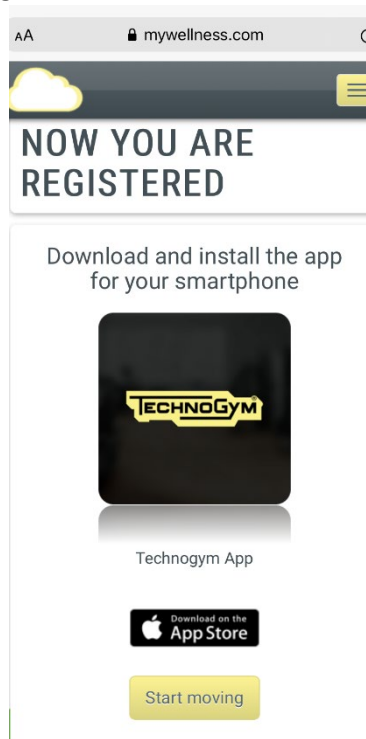 AA mywellness.com
NOW YOU ARE
REGISTERED
Download and install the app
for your smartphone
TECHNOGYM
Technogym App
Download on the
App Store
Start moving